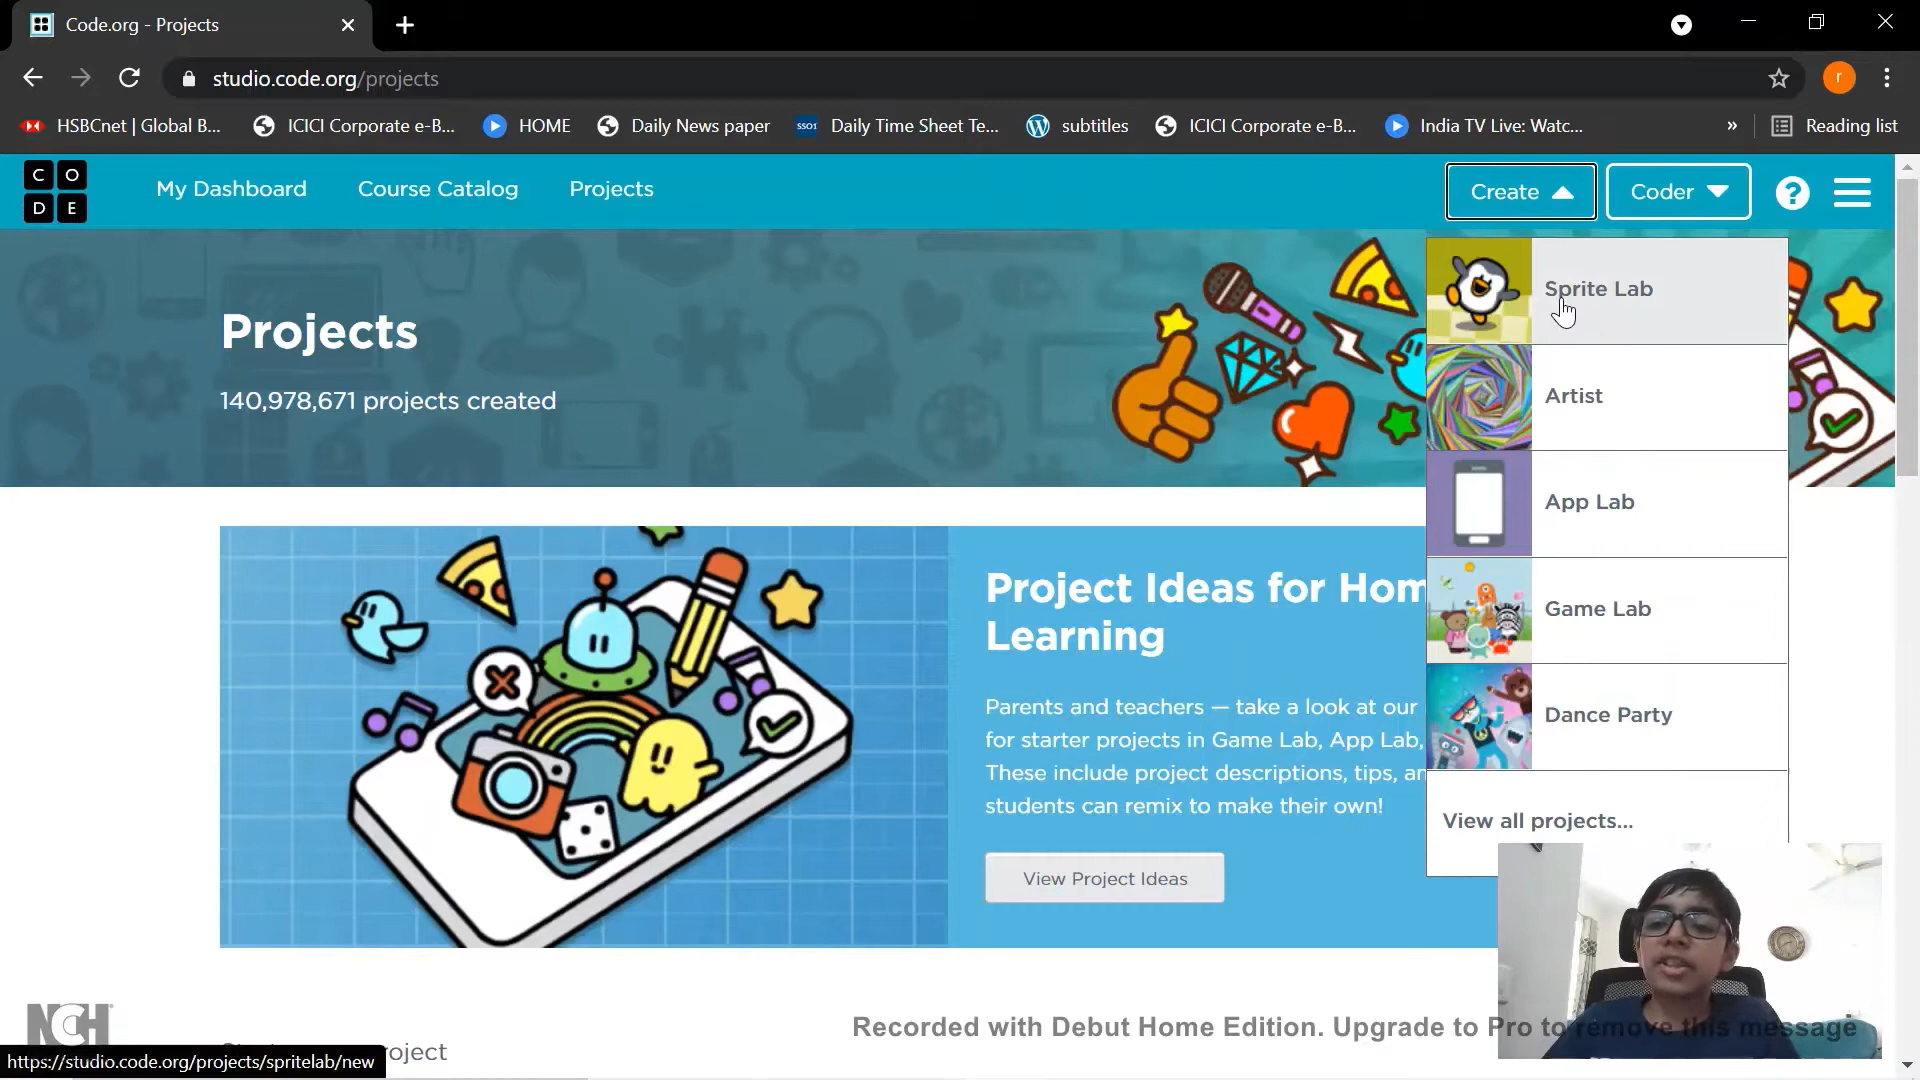 Code.org - Projects
studio.code.org/projects
r
HSBCnet | Global B...
ICICI Corporate e-B...
HOME
Daily News paper
SSO1
Daily Time Sheet Te...
subtitles
ICICI Corporate e-B...
India TV Live: Watc...
»
Reading list
C O
D E
My Dashboard
Course Catalog
Projects
Create
Coder
?
Projects
140,978,671 projects created
Sprite Lab
Artist
App Lab
Game Lab
Dance Party
View all projects...
Project Ideas for Hom
Learning
Parents and teachers — take a look at our
for starter projects in Game Lab, App Lab,
These include project descriptions, tips, an
students can remix to make their own!
View Project Ideas
NCH
Recorded with Debut Home Edition. Upgrade to Pro to remove this message
oject
https://studio.code.org/projects/spritelab/new